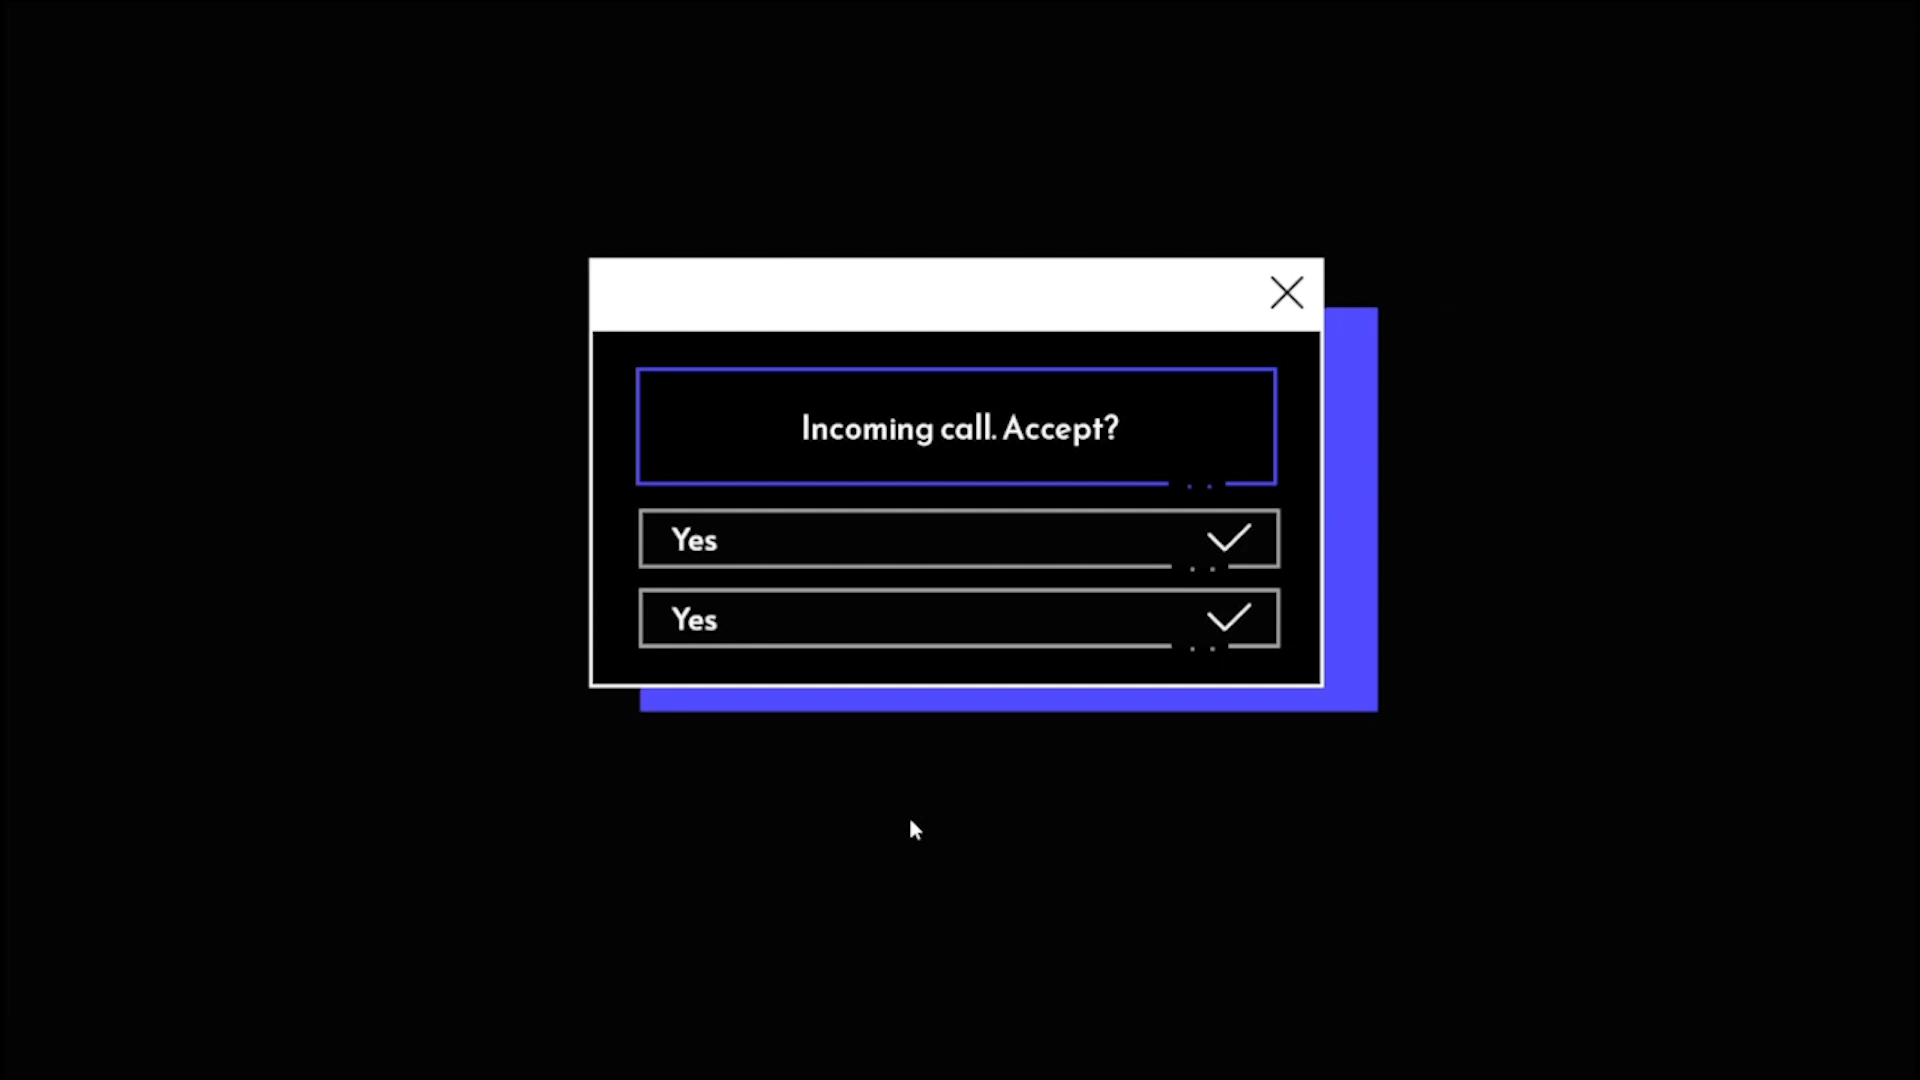 Incoming call. Accept?
Yes
Yes